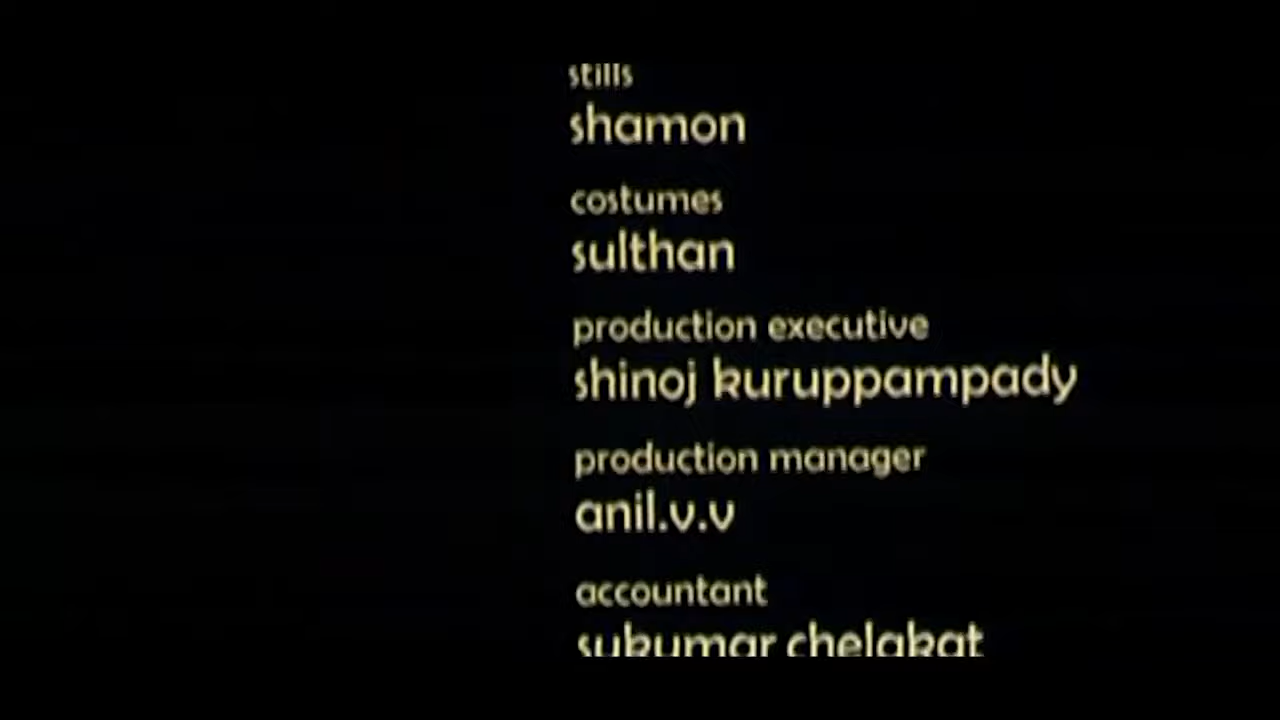 stills
shamon
costumes
sulthan
production executive
shinoj kuruppampady
production manager
anil.v.v
accountant
sukumar chelakat